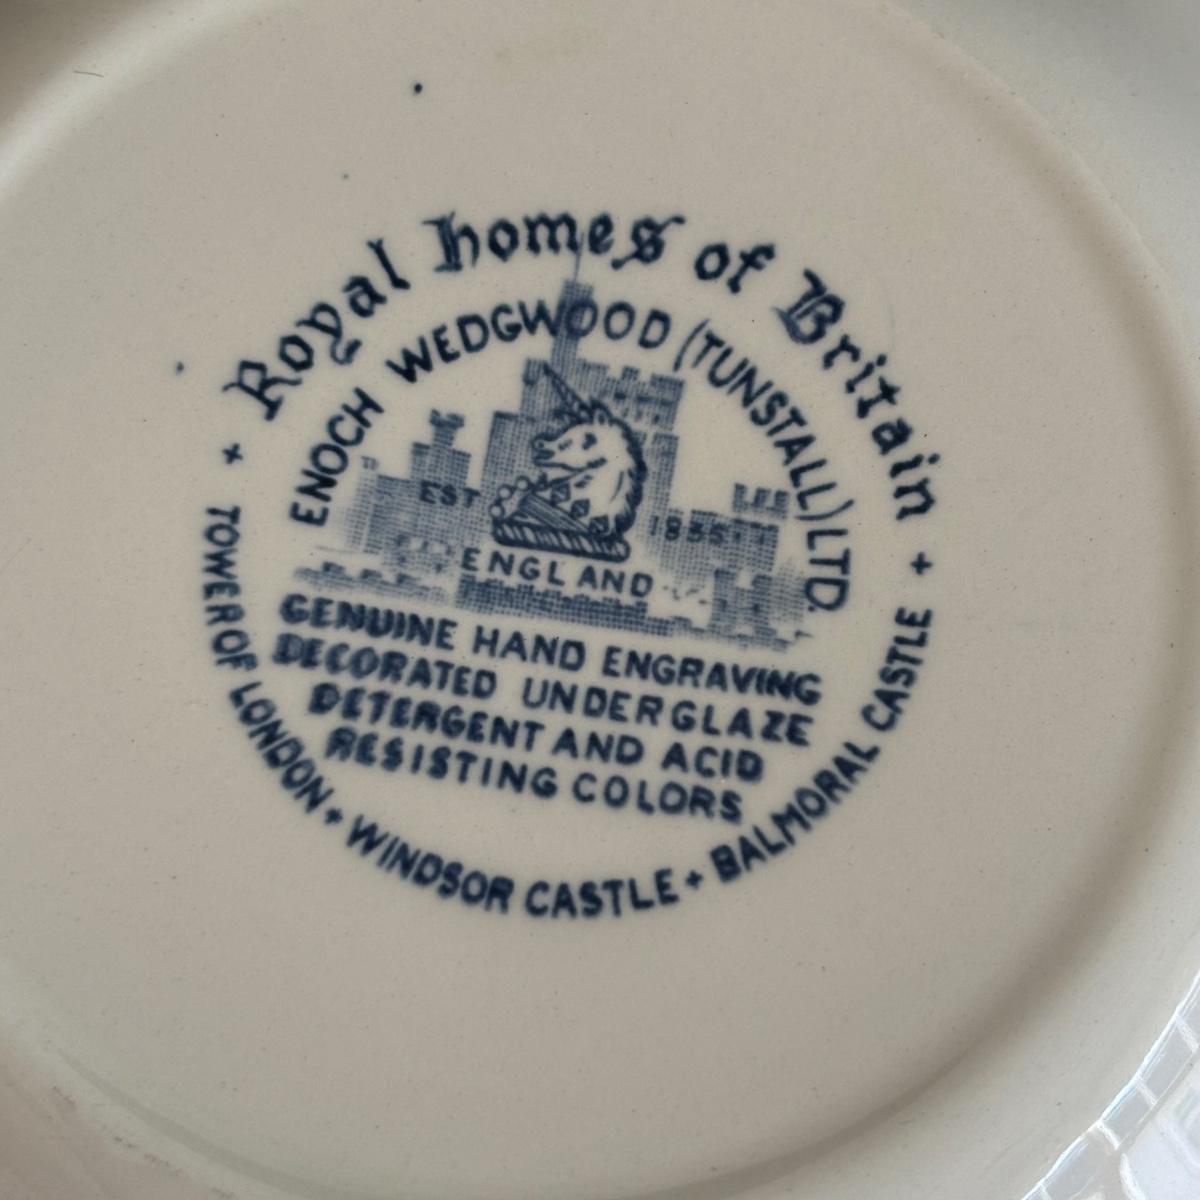 Royal homes of Britain
ENOCH WEDGWOOD (TUNSTALL) LTD.
EST 1835
ENGLAND
GENUINE HAND ENGRAVING
DECORATED UNDERGLAZE
DETERGENT AND ACID
RESISTING COLORS
+ TOWER OF LONDON + WINDSOR CASTLE + BALMORAL CASTLE +